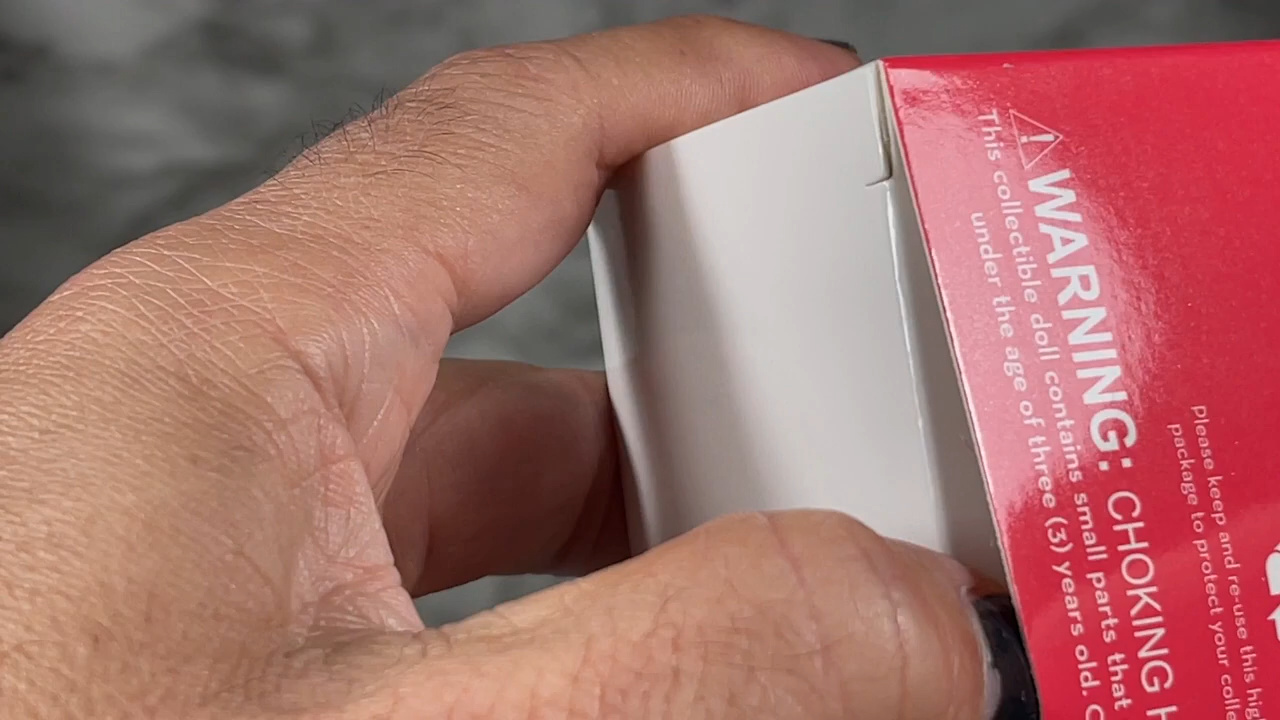 WARNING: CHOKING
This collectible doll contains small parts that
under the age of three (3) years old.
Please keep and re-use this
package to protect your